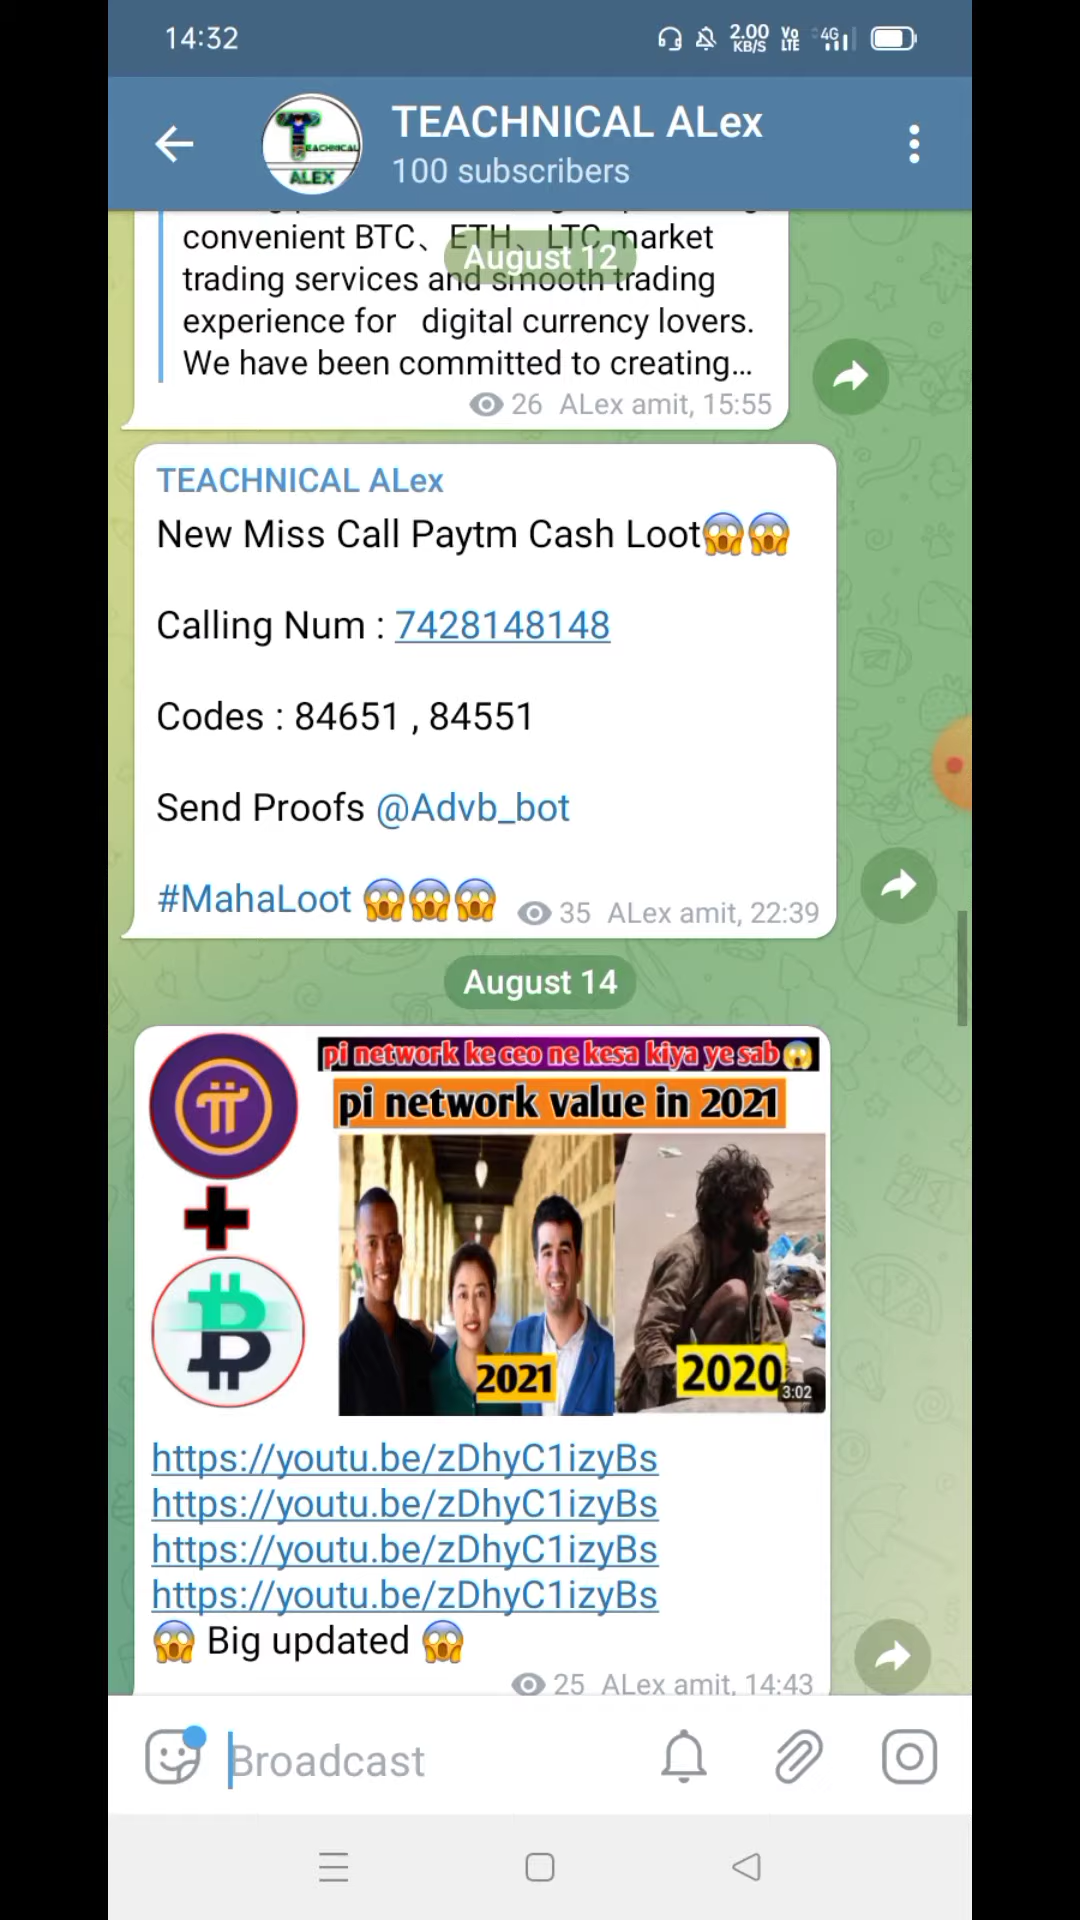 14:32
2.00
KB/S
Vo
LTE
4G
TEACHNICAL ALex
100 subscribers
TEACHNICAL
ALEX
convenient BTC、ETH、LTC market
August 12
trading services and smooth trading
experience for digital currency lovers.
We have been committed to creating...
26 ALex amit, 15:55
TEACHNICAL ALex
New Miss Call Paytm Cash Loot😱😱
Calling Num : 7428148148
Codes : 84651 , 84551
Send Proofs @Advb_bot
#MahaLoot 😱😱😱
35 ALex amit, 22:39
August 14
pi network ke ceo ne kesa kiya ye sab😱
pi network value in 2021
2021
2020
3:02
https://youtu.be/zDhyC1izyBs
https://youtu.be/zDhyC1izyBs
https://youtu.be/zDhyC1izyBs
https://youtu.be/zDhyC1izyBs
😱 Big updated 😱
25 ALex amit, 14:43
Broadcast